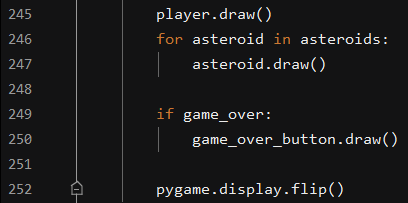 245 player.draw()
246 for asteroid in asteroids:
247 asteroid.draw()
248
249 if game_over:
250 game_over_button.draw()
251
252 pygame.display.flip()